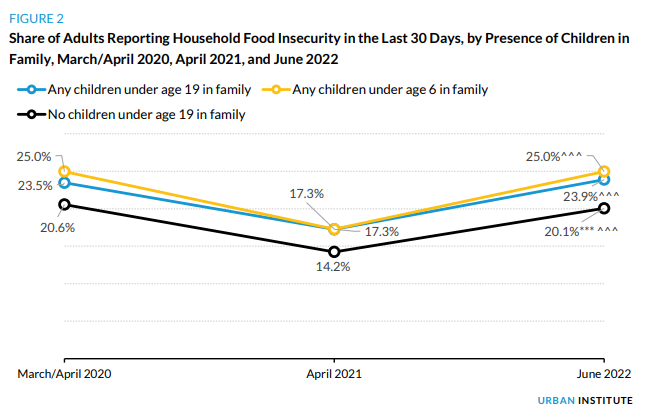 FIGURE 2
Share of Adults Reporting Household Food Insecurity in the Last 30 Days, by Presence of Children in
Family, March/April 2020, April 2021, and June 2022
Any children under age 19 in family Any children under age 6 in family
No children under age 19 in family
25.0%
25.0%^^^
23.5%
17.3%
23.9%^^^
20.6%
17.3%
20.1%*** ^^^
14.2%
March/April 2020 April 2021 June 2022
URBAN INSTITUTE